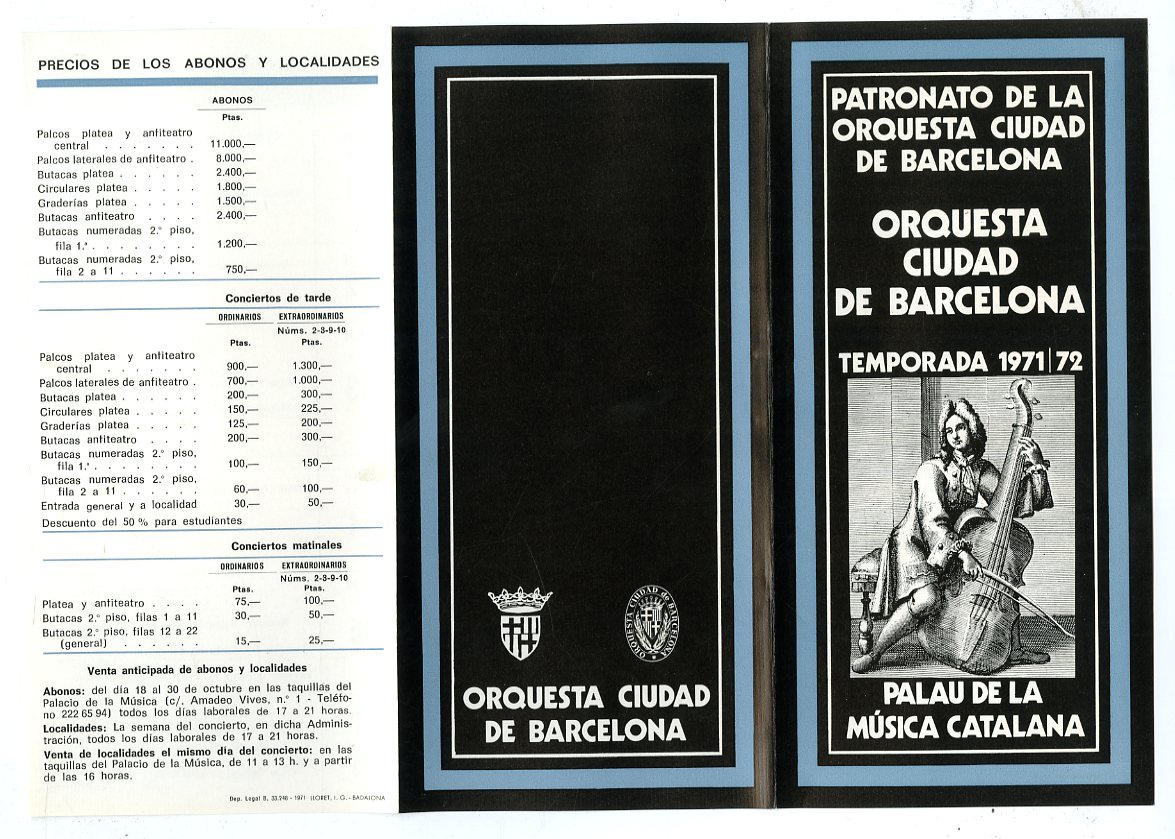 PRECIOS DE LOS ABONOS Y LOCALIDADES
ABONOS
Ptas.
Palcos platea y anfiteatro
central . . . . . . . 11.000,—
Palcos laterales de anfiteatro . 8.000,—
Butacas platea . . . . . . 2.400,—
Circulares platea . . . . . 1.800,—
Graderías platea . . . . . 1.500,—
Butacas anfiteatro . . . . 2.400,—
Butacas numeradas 2.° piso,
fila 1.ª . . . . . . . . 1.200,—
Butacas numeradas 2.° piso,
fila 2 a 11 . . . . . . 750,—
Conciertos de tarde
ORDINARIOS EXTRAORDINARIOS
Núms. 2-3-9-10
Ptas. Ptas.
Palcos platea y anfiteatro
central . . . . . . . 900,— 1.300,—
Palcos laterales de anfiteatro . 700,— 1.000,—
Butacas platea . . . . . 200,— 300,—
Circulares platea . . . . . 150,— 225,—
Graderías platea . . . . . 125,— 200,—
Butacas anfiteatro . . . . 200,— 300,—
Butacas numeradas 2.° piso,
fila 1.ª . . . . . . . . 100,— 150,—
Butacas numeradas 2.° piso,
fila 2 a 11 . . . . . . 60,— 100,—
Entrada general y a localidad 30,— 50,—
Descuento del 50 % para estudiantes
Conciertos matinales
ORDINARIOS EXTRAORDINARIOS
Núms. 2-3-9-10
Ptas. Ptas.
Platea y anfiteatro . . . . 75,— 100,—
Butacas 2.° piso, filas 1 a 11 30,— 50,—
Butacas 2.° piso, filas 12 a 22
(general) . . . . . . 15,— 25,—
Venta anticipada de abonos y localidades
Abonos: del día 18 al 30 de octubre en las taquillas del
Palacio de la Música (c/. Amadeo Vives, n.° 1 - Teléfo-
no 222 65 94) todos los días laborales de 17 a 21 horas.
Localidades: La semana del concierto, en dicha Adminis-
tración, todos los días laborales de 17 a 21 horas.
Venta de localidades el mismo día del concierto: en las
taquillas del Palacio de la Música, de 11 a 13 h. y a partir
de las 16 horas.
Dep. Legal B. 33.248 - 1971 LLORET, I. G. - BADALONA
ORQUESTA CIUDAD de BARCELONA
ORQUESTA CIUDAD
DE BARCELONA
PATRONATO DE LA
ORQUESTA CIUDAD
DE BARCELONA
ORQUESTA
CIUDAD
DE BARCELONA
TEMPORADA 1971|72
PALAU DE LA
MÚSICA CATALANA